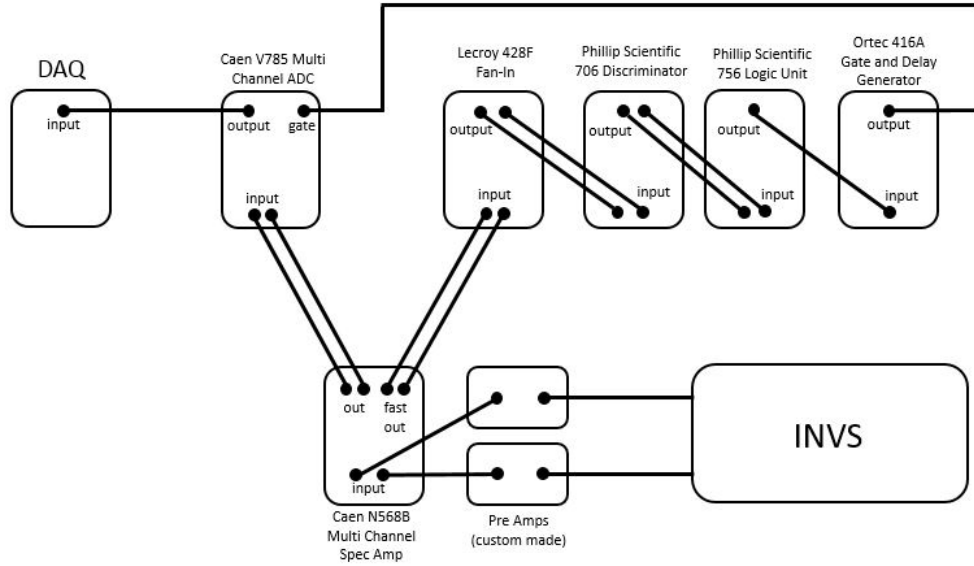 DAQ
input
Caen V785 Multi
Channel ADC
output
gate
input
Lecroy 428F
Fan-In
output
input
Phillip Scientific
706 Discriminator
output
input
Phillip Scientific
756 Logic Unit
output
input
Ortec 416A
Gate and Delay
Generator
output
input
out
fast
out
input
Caen N568B
Multi Channel
Spec Amp
Pre Amps
(custom made)
INVS